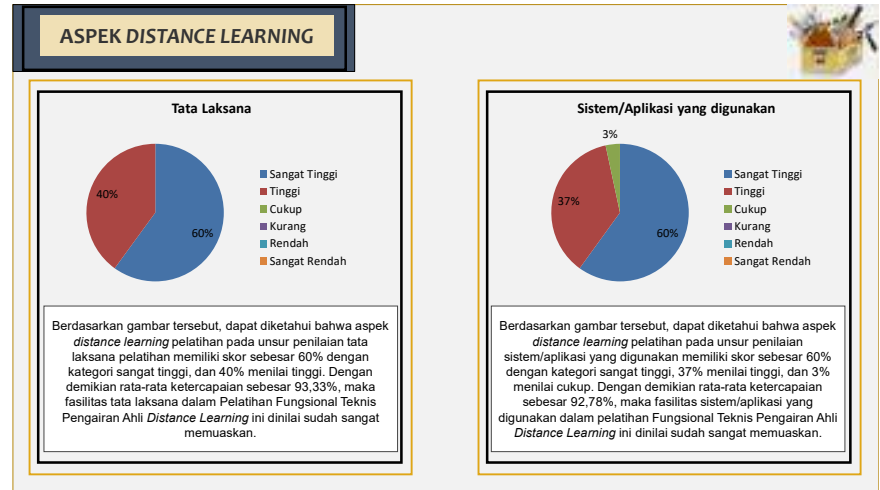 ASPEK DISTANCE LEARNING
Tata Laksana
40%
60%
Sangat Tinggi
Tinggi
Cukup
Kurang
Rendah
Sangat Rendah
Berdasarkan gambar tersebut, dapat diketahui bahwa aspek
distance learning pelatihan pada unsur penilaian tata
laksana pelatihan memiliki skor sebesar 60% dengan
kategori sangat tinggi, dan 40% menilai tinggi. Dengan
demikian rata-rata ketercapaian sebesar 93,33%, maka
fasilitas tata laksana dalam Pelatihan Fungsional Teknis
Pengairan Ahli Distance Learning ini dinilai sudah sangat
memuaskan.
Sistem/Aplikasi yang digunakan
3%
37%
60%
Sangat Tinggi
Tinggi
Cukup
Kurang
Rendah
Sangat Rendah
Berdasarkan gambar tersebut, dapat diketahui bahwa aspek
distance learning pelatihan pada unsur penilaian
sistem/aplikasi yang digunakan memiliki skor sebesar 60%
dengan kategori sangat tinggi, 37% menilai tinggi, dan 3%
menilai cukup. Dengan demikian rata-rata ketercapaian
sebesar 92,78%, maka fasilitas sistem/aplikasi yang
digunakan dalam pelatihan Fungsional Teknis Pengairan Ahli
Distance Learning ini dinilai sudah sangat memuaskan.